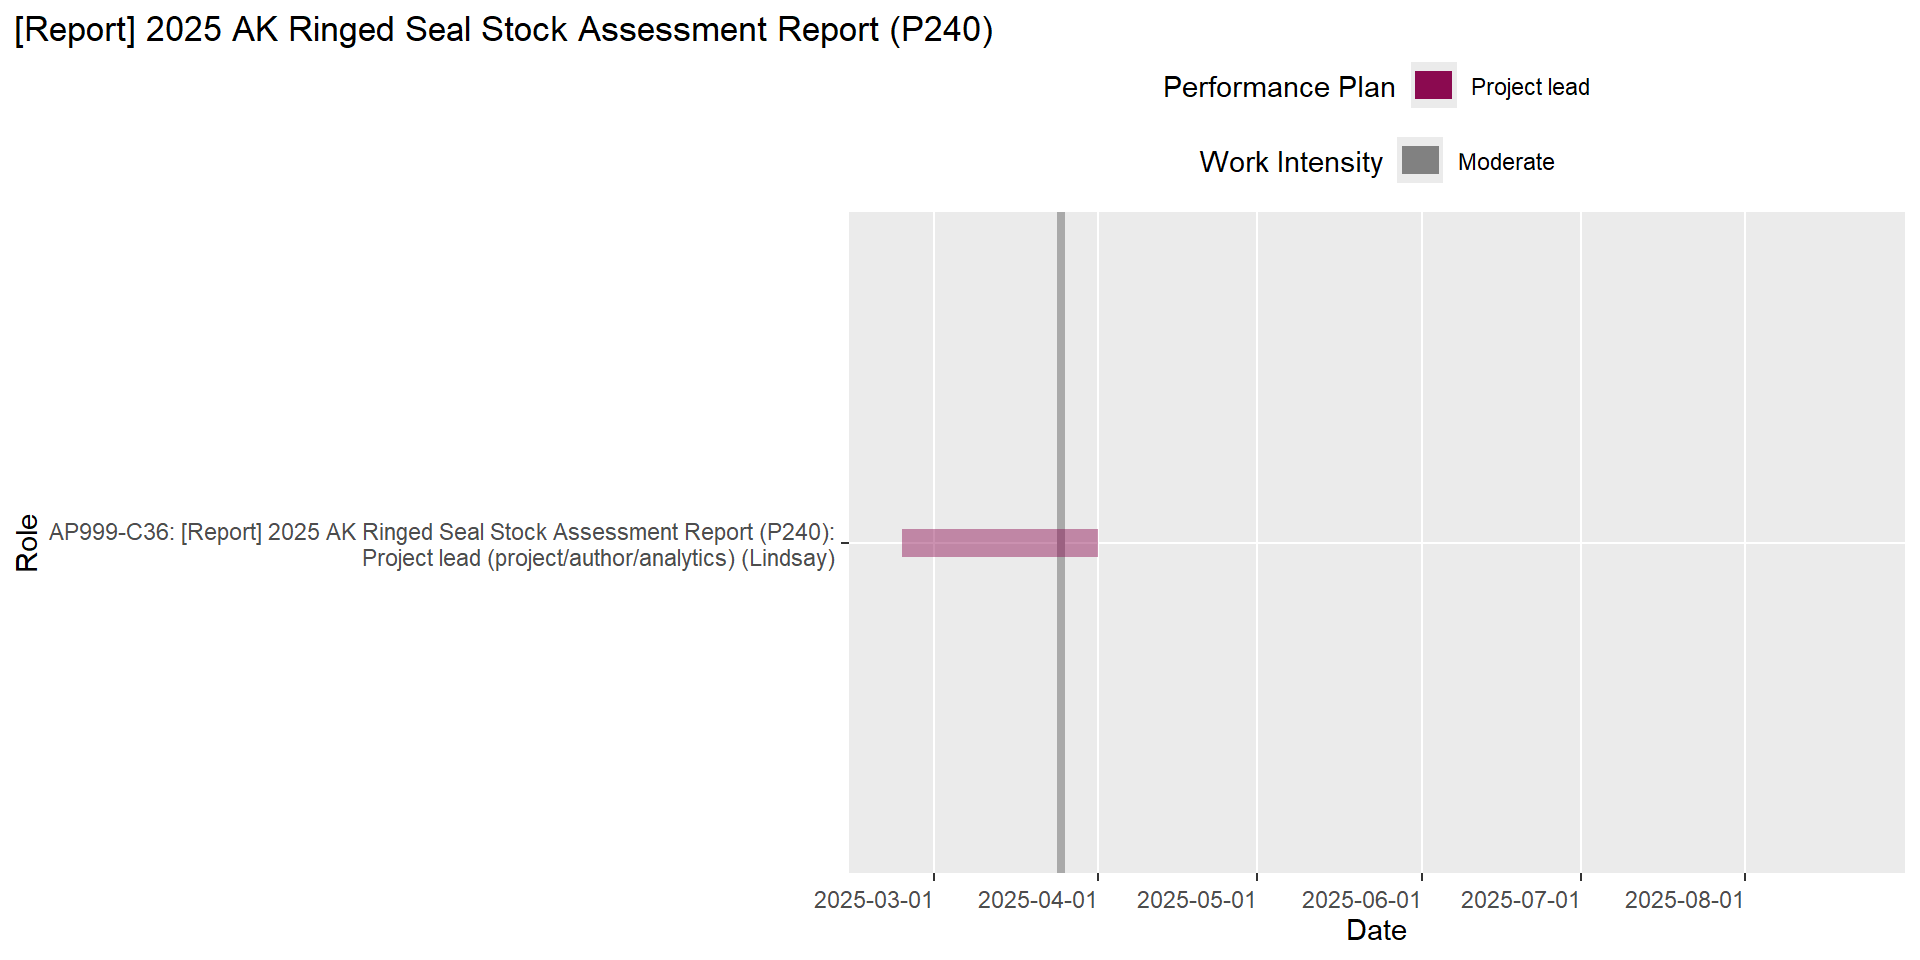 [Report] 2025 AK Ringed Seal Stock Assessment Report (P240)
Performance Plan
Project lead
Work Intensity
Moderate
Role
AP999-C36: [Report] 2025 AK Ringed Seal Stock Assessment Report (P240):
Project lead (project/author/analytics) (Lindsay)
2025-03-01
2025-04-01
2025-05-01
2025-06-01
2025-07-01
2025-08-01
Date